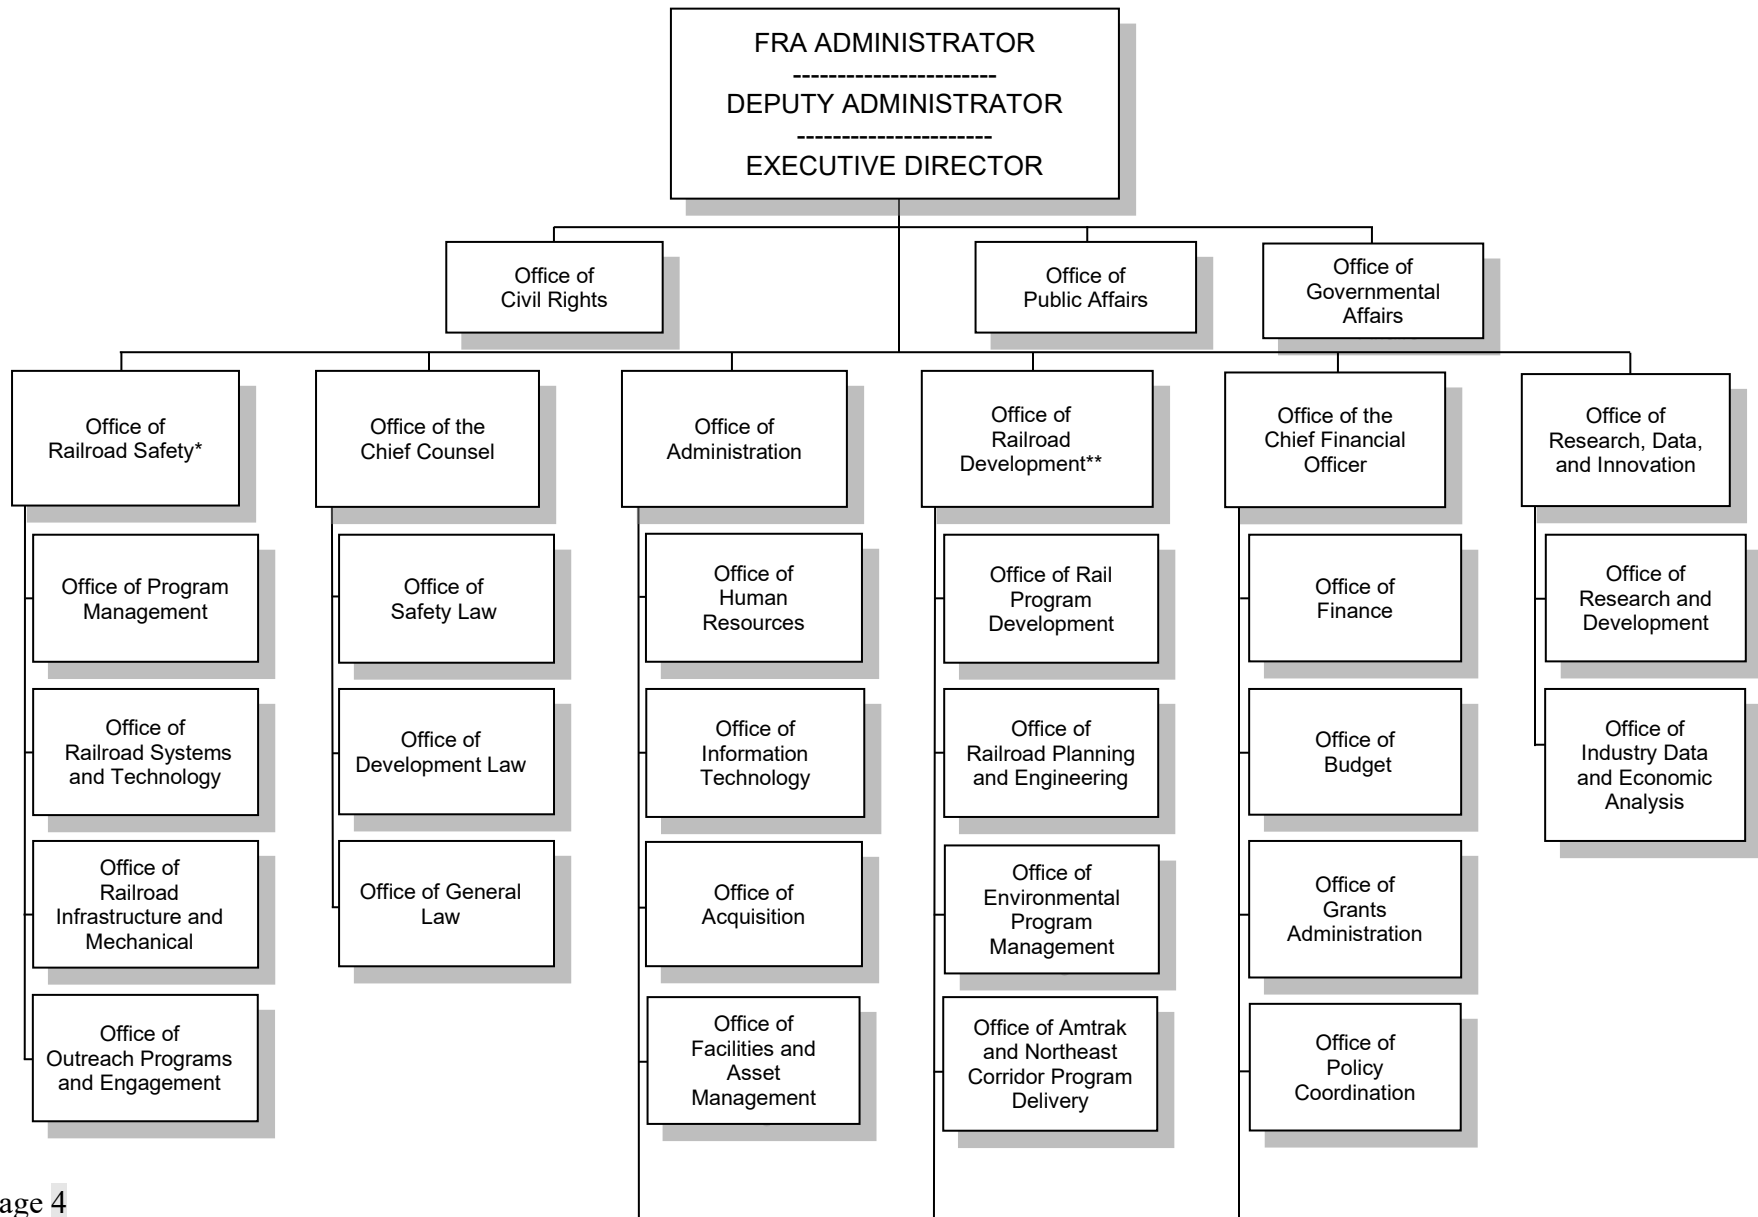 FRA ADMINISTRATOR
-----------------------
DEPUTY ADMINISTRATOR
----------------------
EXECUTIVE DIRECTOR
Office of
Civil Rights
Office of
Public Affairs
Office of
Governmental
Affairs
Office of
Railroad Safety*
Office of the
Chief Counsel
Office of
Administration
Office of
Railroad
Development**
Office of the
Chief Financial
Officer
Office of
Research, Data,
and Innovation
Office of Program
Management
Office of
Safety Law
Office of
Human
Resources
Office of Rail
Program
Development
Office of
Finance
Office of
Research and
Development
Office of
Railroad Systems
and Technology
Office of
Development Law
Office of
Information
Technology
Office of
Railroad Planning
and Engineering
Office of
Budget
Office of
Industry Data
and Economic
Analysis
Office of
Railroad
Infrastructure and
Mechanical
Office of General
Law
Office of
Acquisition
Office of
Environmental
Program
Management
Office of
Grants
Administration
Office of
Outreach Programs
and Engagement
Office of
Facilities and
Asset
Management
Office of Amtrak
and Northeast
Corridor Program
Delivery
Office of
Policy
Coordination
age 4